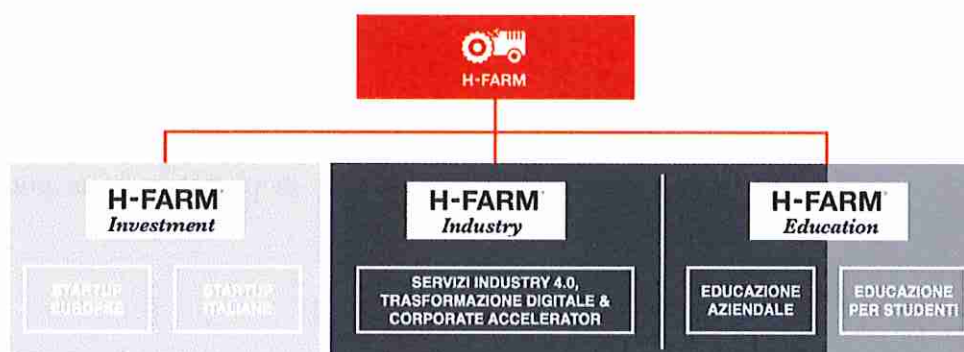 H-FARM
H-FARM
Investment
STARTUP
EUROPEE
STARTUP
ITALIANE
H-FARM
Industry
SERVIZI INDUSTRY 4.0,
TRASFORMAZIONE DIGITALE &
CORPORATE ACCELERATOR
H-FARM
Education
EDUCAZIONE
AZIENDALE
EDUCAZIONE
PER STUDENTI